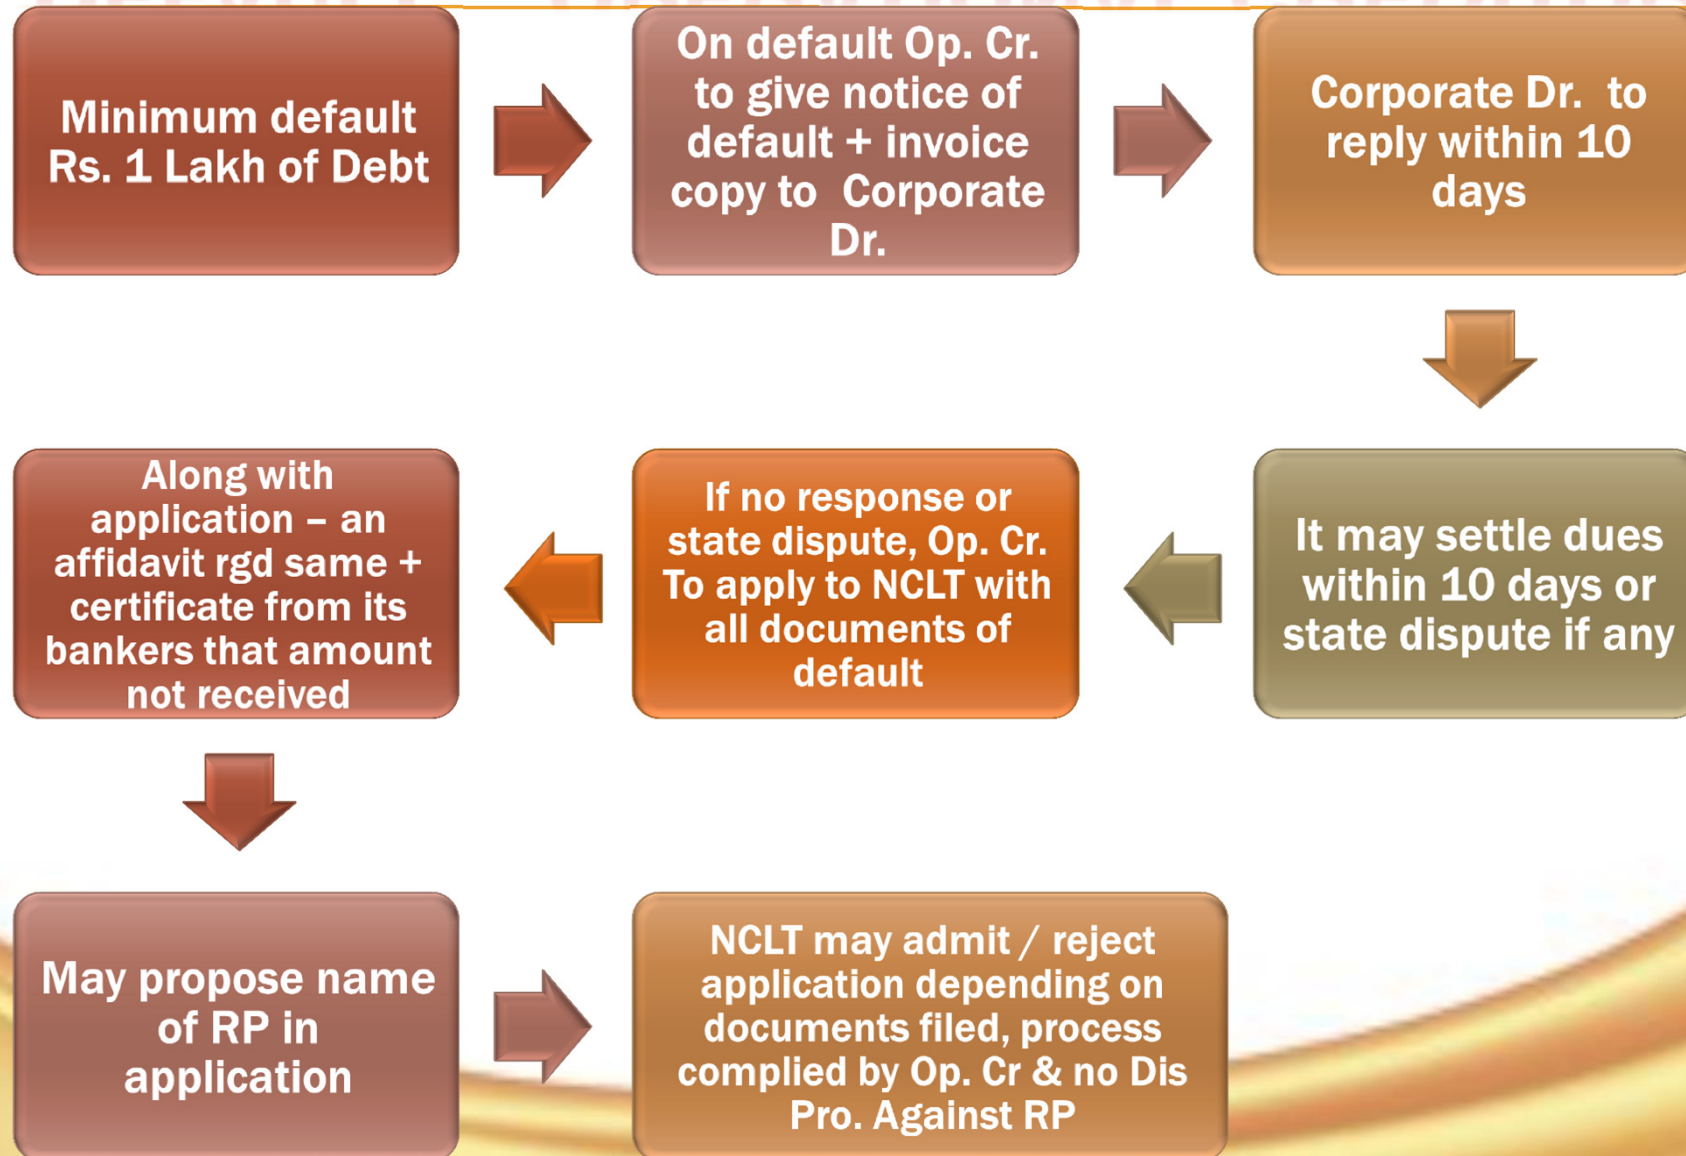 Minimum default
Rs. 1 Lakh of Debt
On default Op. Cr.
to give notice of
default + invoice
copy to Corporate
Dr.
Corporate Dr. to
reply within 10
days
It may settle dues
within 10 days or
state dispute if any
If no response or
state dispute, Op. Cr.
To apply to NCLT with
all documents of
default
Along with
application – an
affidavit rgd same +
certificate from its
bankers that amount
not received
May propose name
of RP in
application
NCLT may admit / reject
application depending on
documents filed, process
complied by Op. Cr & no Dis
Pro. Against RP